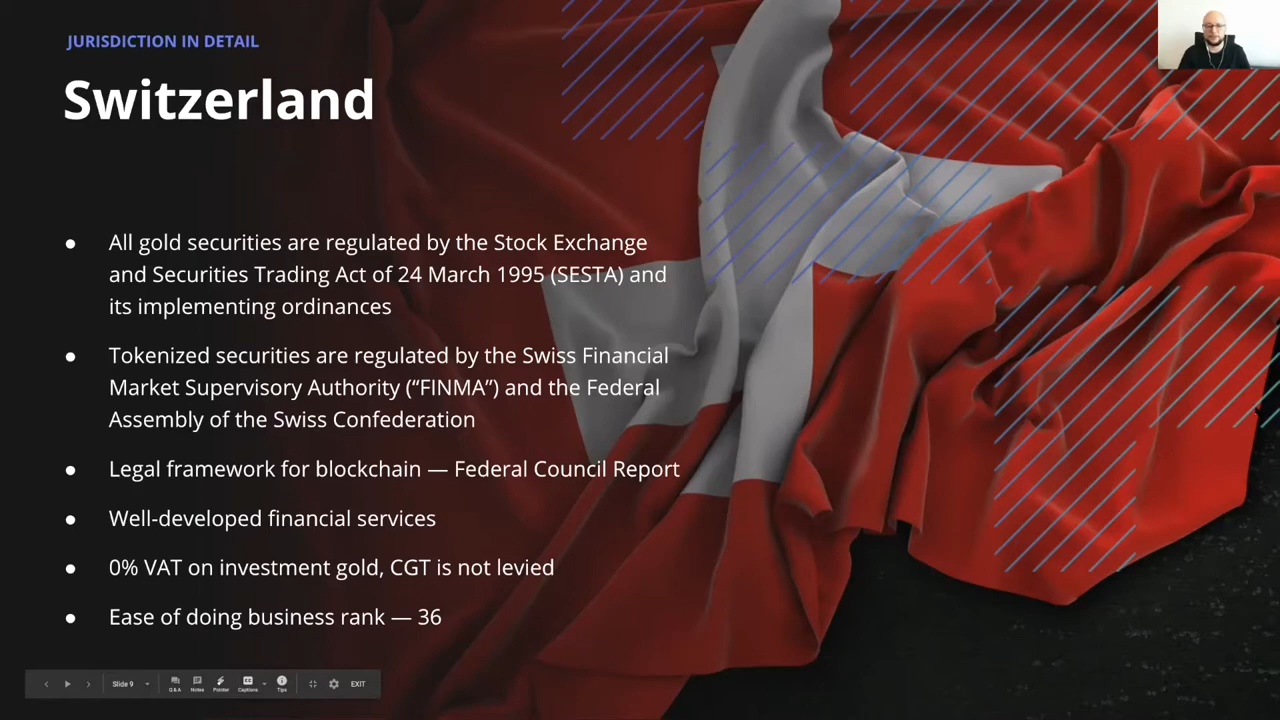 JURISDICTION IN DETAIL
Switzerland
● All gold securities are regulated by the Stock Exchange
and Securities Trading Act of 24 March 1995 (SESTA) and
its implementing ordinances
● Tokenized securities are regulated by the Swiss Financial
Market Supervisory Authority (“FINMA”) and the Federal
Assembly of the Swiss Confederation
● Legal framework for blockchain — Federal Council Report
● Well-developed financial services
● 0% VAT on investment gold, CGT is not levied
● Ease of doing business rank — 36
Slide 9 Q&A Notes Pointer Captions Tips EXIT